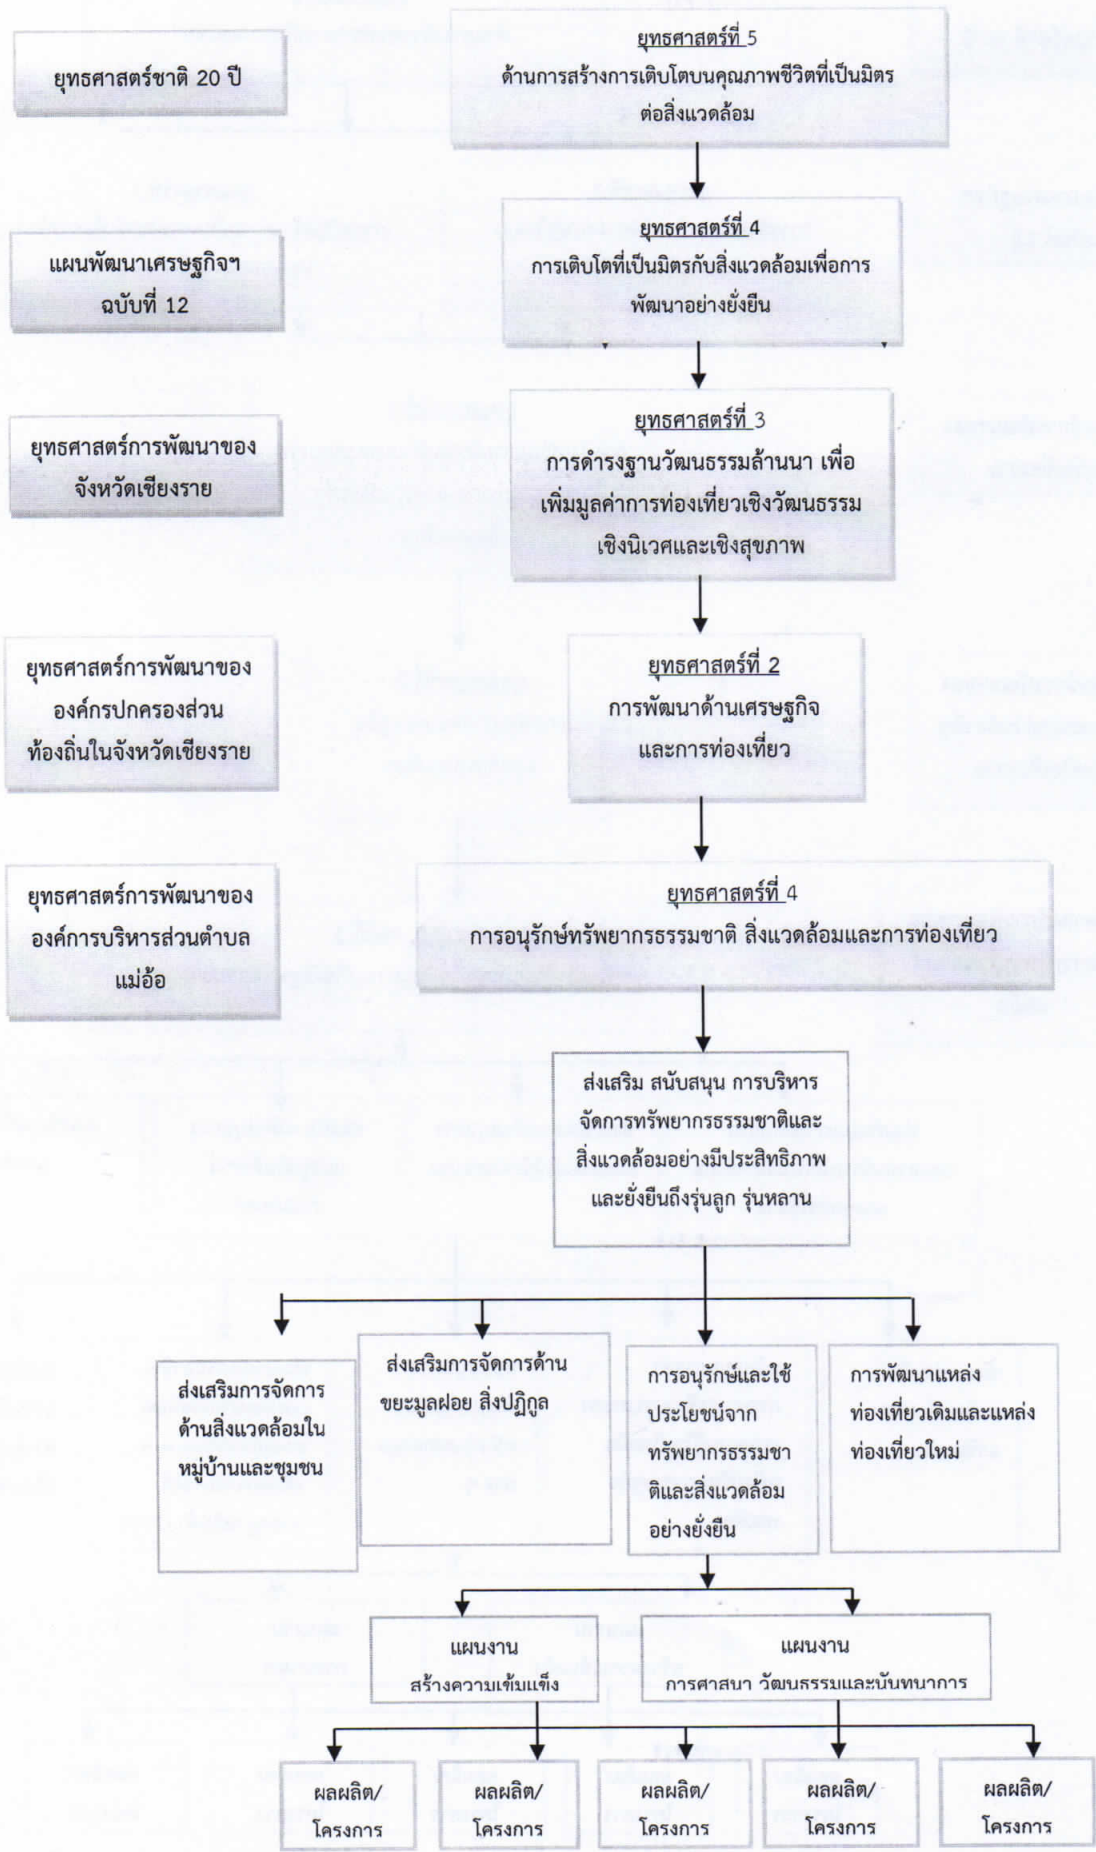 ยุทธศาสตร์ชาติ 20 ปี
ยุทธศาสตร์ที่ 5
ด้านการสร้างการเติบโตบนคุณภาพชีวิตที่เป็นมิตร
ต่อสิ่งแวดล้อม
แผนพัฒนาเศรษฐกิจฯ
ฉบับที่ 12
ยุทธศาสตร์ที่ 4
การเติบโตที่เป็นมิตรกับสิ่งแวดล้อมเพื่อการ
พัฒนาอย่างยั่งยืน
ยุทธศาสตร์การพัฒนาของ
จังหวัดเชียงราย
ยุทธศาสตร์ที่ 3
การดำรงฐานวัฒนธรรมล้านนา เพื่อ
เพิ่มมูลค่าการท่องเที่ยวเชิงวัฒนธรรม
เชิงนิเวศและเชิงสุขภาพ
ยุทธศาสตร์การพัฒนาของ
องค์กรปกครองส่วน
ท้องถิ่นในจังหวัดเชียงราย
ยุทธศาสตร์ที่ 2
การพัฒนาด้านเศรษฐกิจ
และการท่องเที่ยว
ยุทธศาสตร์การพัฒนาของ
องค์การบริหารส่วนตำบล
แม่อ้อ
ยุทธศาสตร์ที่ 4
การอนุรักษ์ทรัพยากรธรรมชาติ สิ่งแวดล้อมและการท่องเที่ยว
ส่งเสริม สนับสนุน การบริหาร
จัดการทรัพยากรธรรมชาติและ
สิ่งแวดล้อมอย่างมีประสิทธิภาพ
และยั่งยืนถึงรุ่นลูก รุ่นหลาน
ส่งเสริมการจัดการ
ด้านสิ่งแวดล้อมใน
หมู่บ้านและชุมชน
ส่งเสริมการจัดการด้าน
ขยะมูลฝอย สิ่งปฏิกูล
การอนุรักษ์และใช้
ประโยชน์จาก
ทรัพยากรธรรมชา
ติและสิ่งแวดล้อม
อย่างยั่งยืน
การพัฒนาแหล่ง
ท่องเที่ยวเดิมและแหล่ง
ท่องเที่ยวใหม่
แผนงาน
สร้างความเข้มแข็ง
แผนงาน
การศาสนา วัฒนธรรมและนันทนาการ
ผลผลิต/
โครงการ
ผลผลิต/
โครงการ
ผลผลิต/
โครงการ
ผลผลิต/
โครงการ
ผลผลิต/
โครงการ